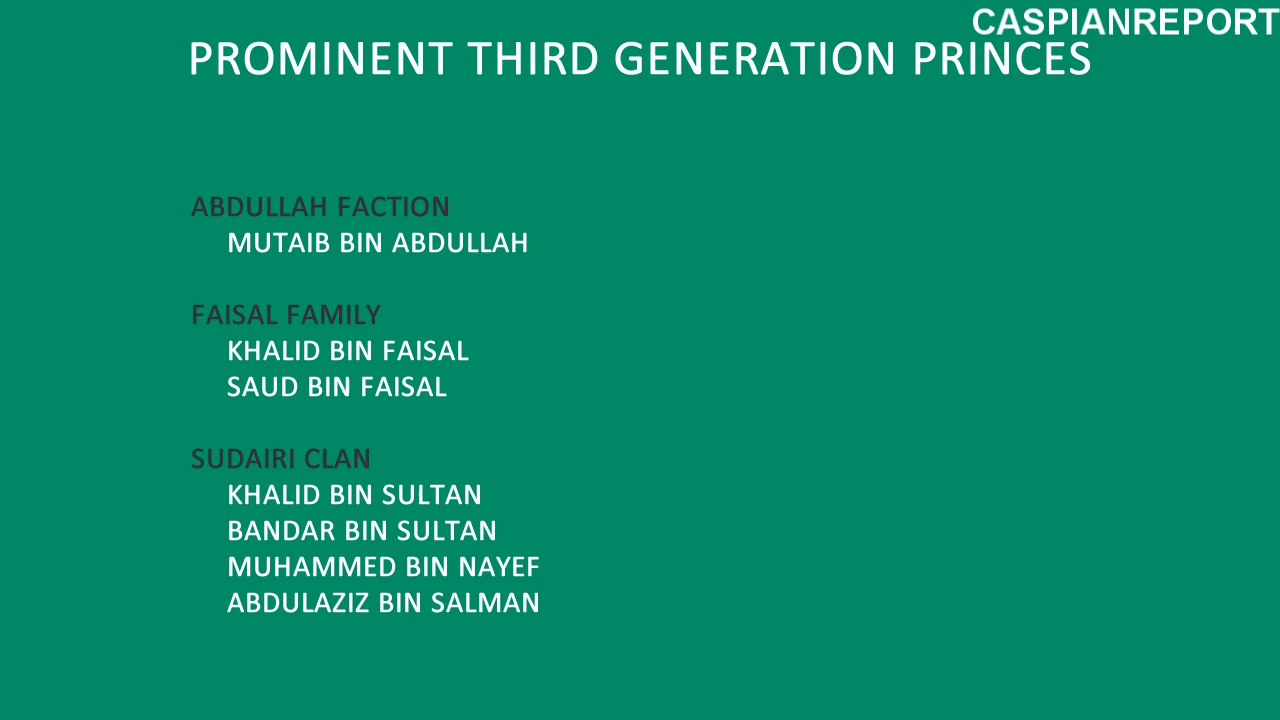 CASPIANREPORT
PROMINENT THIRD GENERATION PRINCES
ABDULLAH FACTION
MUTAIB BIN ABDULLAH
FAISAL FAMILY
KHALID BIN FAISAL
SAUD BIN FAISAL
SUDAIRI CLAN
KHALID BIN SULTAN
BANDAR BIN SULTAN
MUHAMMED BIN NAYEF
ABDULAZIZ BIN SALMAN